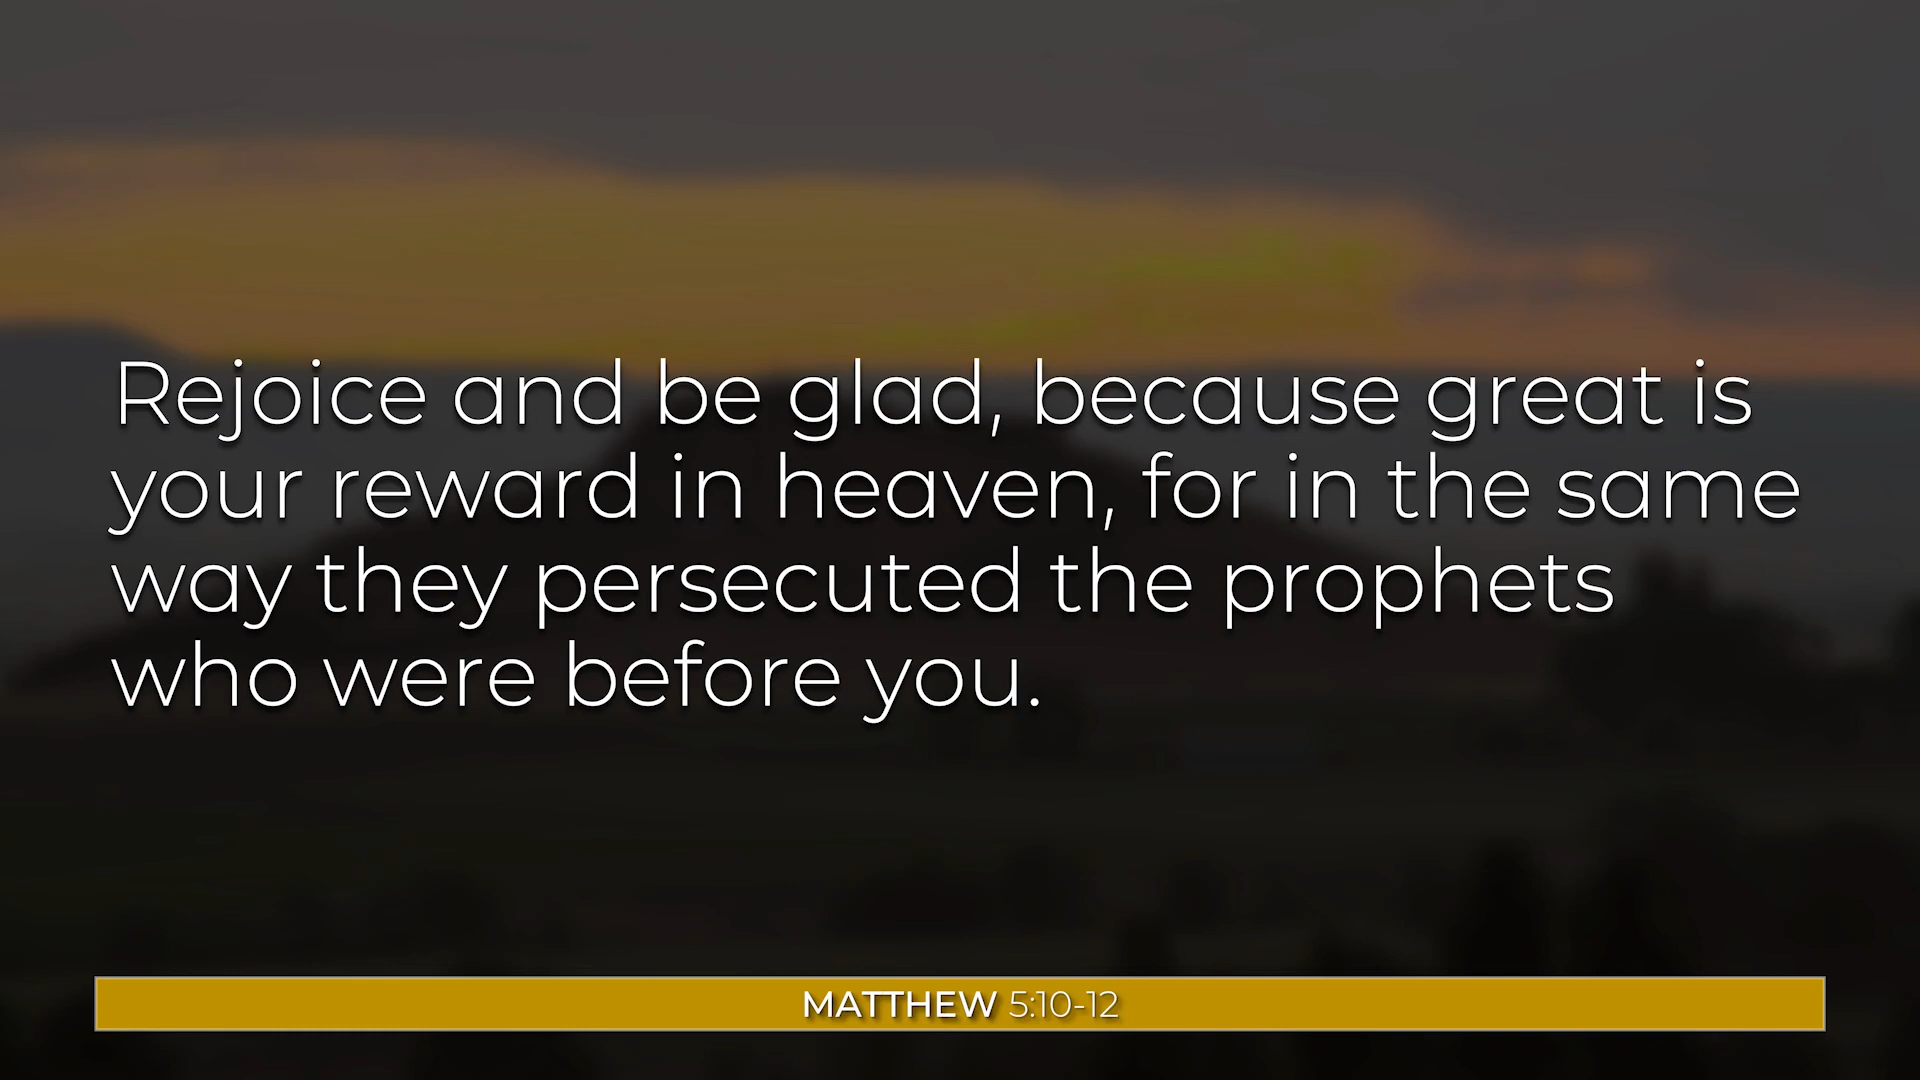 Rejoice and be glad, because great is
your reward in heaven, for in the same
way they persecuted the prophets
who were before you.
MATTHEW 5:10-12